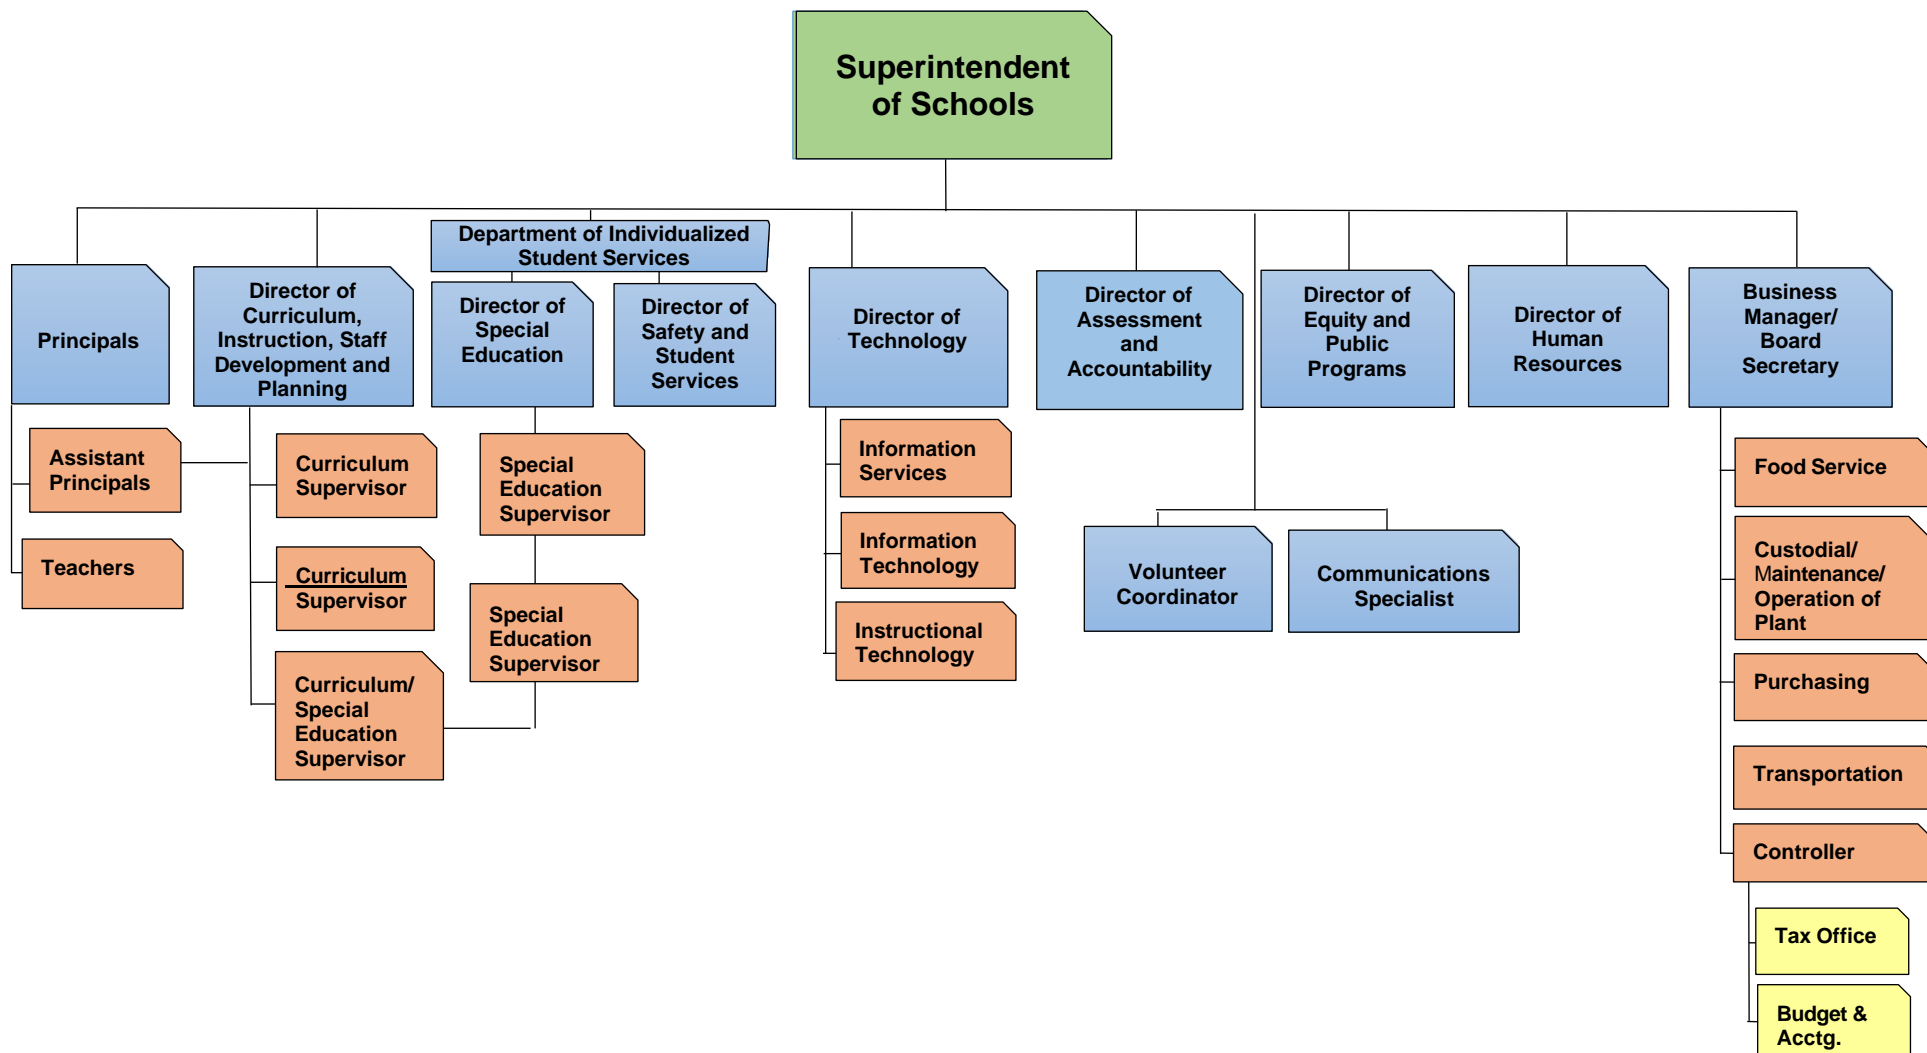 Superintendent
of Schools
Department of Individualized
Student Services
Principals
Director of
Curriculum,
Instruction, Staff
Development and
Planning
Director of
Special
Education
Director of
Safety and
Student
Services
Director of
Technology
Director of
Assessment
and
Accountability
Director of
Equity and
Public
Programs
Director of
Human
Resources
Business
Manager/
Board
Secretary
Assistant
Principals
Teachers
Curriculum
Supervisor
Curriculum
Supervisor
Curriculum/
Special
Education
Supervisor
Special
Education
Supervisor
Special
Education
Supervisor
Information
Services
Information
Technology
Instructional
Technology
Volunteer
Coordinator
Communications
Specialist
Food Service
Custodial/
Maintenance/
Operation of
Plant
Purchasing
Transportation
Controller
Tax Office
Budget &
Acctg.